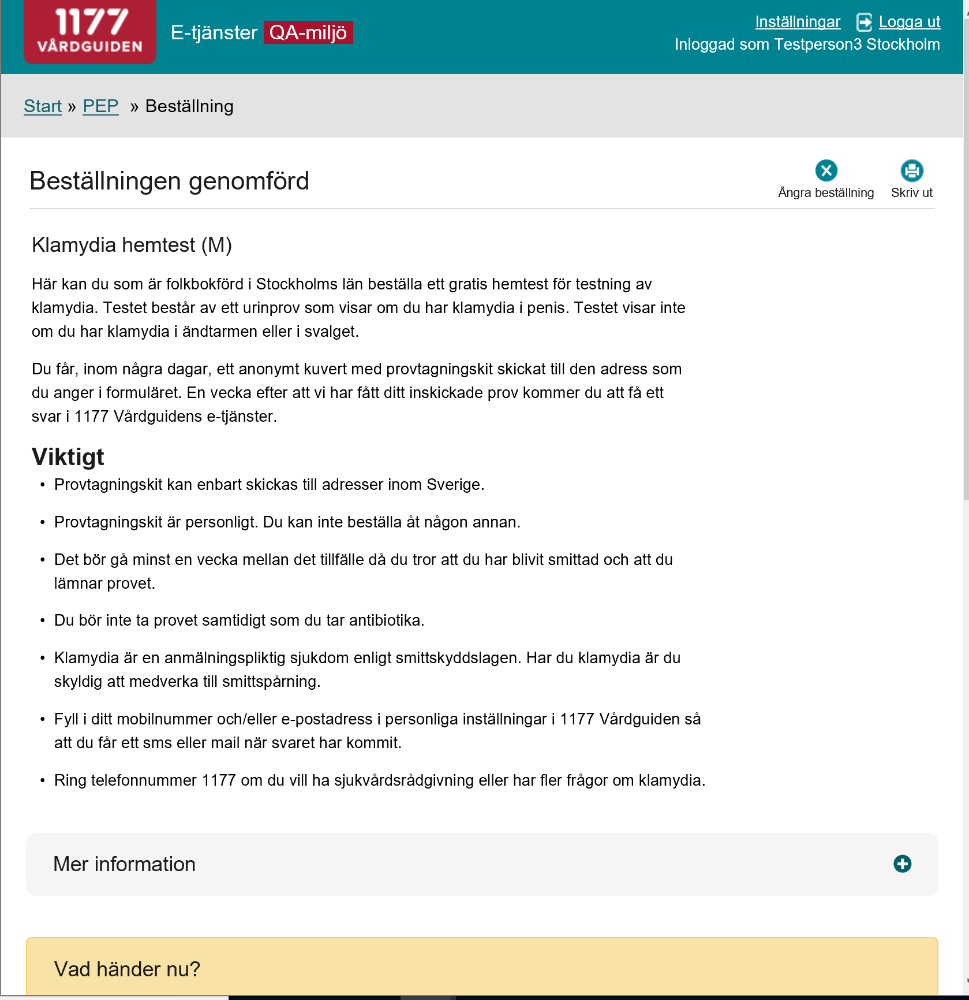 1177
VÅRDGUIDEN
E-tjänster QA-miljö
Inställningar Logga ut
Inloggad som Testperson3 Stockholm
Start » PEP » Beställning
Beställningen genomförd
Ångra beställning Skriv ut
Klamydia hemtest (M)
Här kan du som är folkbokförd i Stockholms län beställa ett gratis hemtest för testning av
klamydia. Testet består av ett urinprov som visar om du har klamydia i penis. Testet visar inte
om du har klamydia i ändtarmen eller i svalget.
Du får, inom några dagar, ett anonymt kuvert med provtagningskit skickat till den adress som
du anger i formuläret. En vecka efter att vi har fått ditt inskickade prov kommer du att få ett
svar i 1177 Vårdguidens e-tjänster.
Viktigt
• Provtagningskit kan enbart skickas till adresser inom Sverige.
• Provtagningskit är personligt. Du kan inte beställa åt någon annan.
• Det bör gå minst en vecka mellan det tillfälle då du tror att du har blivit smittad och att du
lämnar provet.
• Du bör inte ta provet samtidigt som du tar antibiotika.
• Klamydia är en anmälningspliktig sjukdom enligt smittskyddslagen. Har du klamydia är du
skyldig att medverka till smittspårning.
• Fyll i ditt mobilnummer och/eller e-postadress i personliga inställningar i 1177 Vårdguiden så
att du får ett sms eller mail när svaret har kommit.
• Ring telefonnummer 1177 om du vill ha sjukvårdsrådgivning eller har fler frågor om klamydia.
Mer information
Vad händer nu?